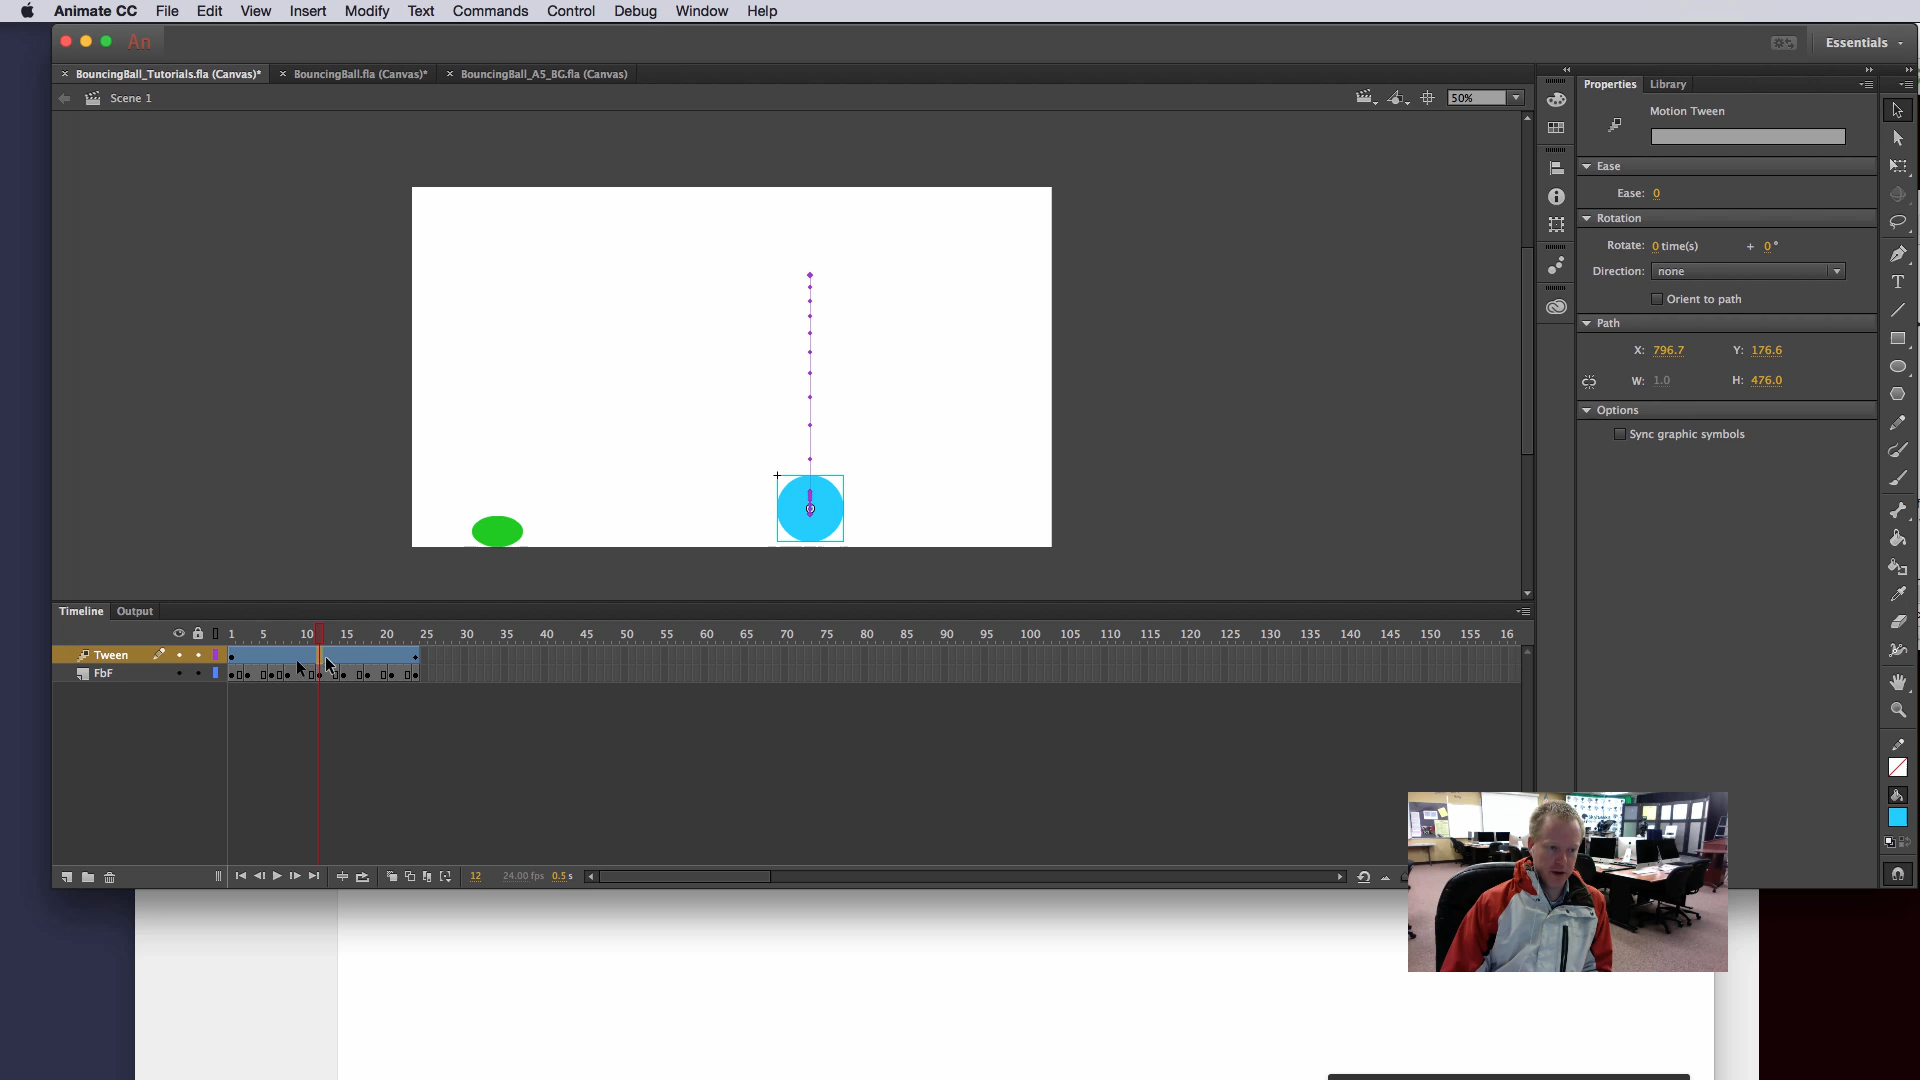 Animate CC File Edit View Insert Modify Text Commands Control Debug Window Help
An Essentials
BouncingBall_Tutorials.fla (Canvas)* BouncingBall.fla (Canvas)* BouncingBall_A5_BG.fla (Canvas)
Scene 1 50%
Properties Library
Motion Tween
Ease
Ease: 0
Rotation
Rotate: 0 time(s) + 0°
Direction: none
Orient to path
Path
X: 796.7 Y: 176.6
W: 1.0 H: 476.0
Options
Sync graphic symbols
Timeline Output
1 5 10 15 20 25 30 35 40 45 50 55 60 65 70 75 80 85 90 95 100 105 110 115 120 125 130 135 140 145 150 155 16
Tween
FbF
12 24.00 fps 0.5 s